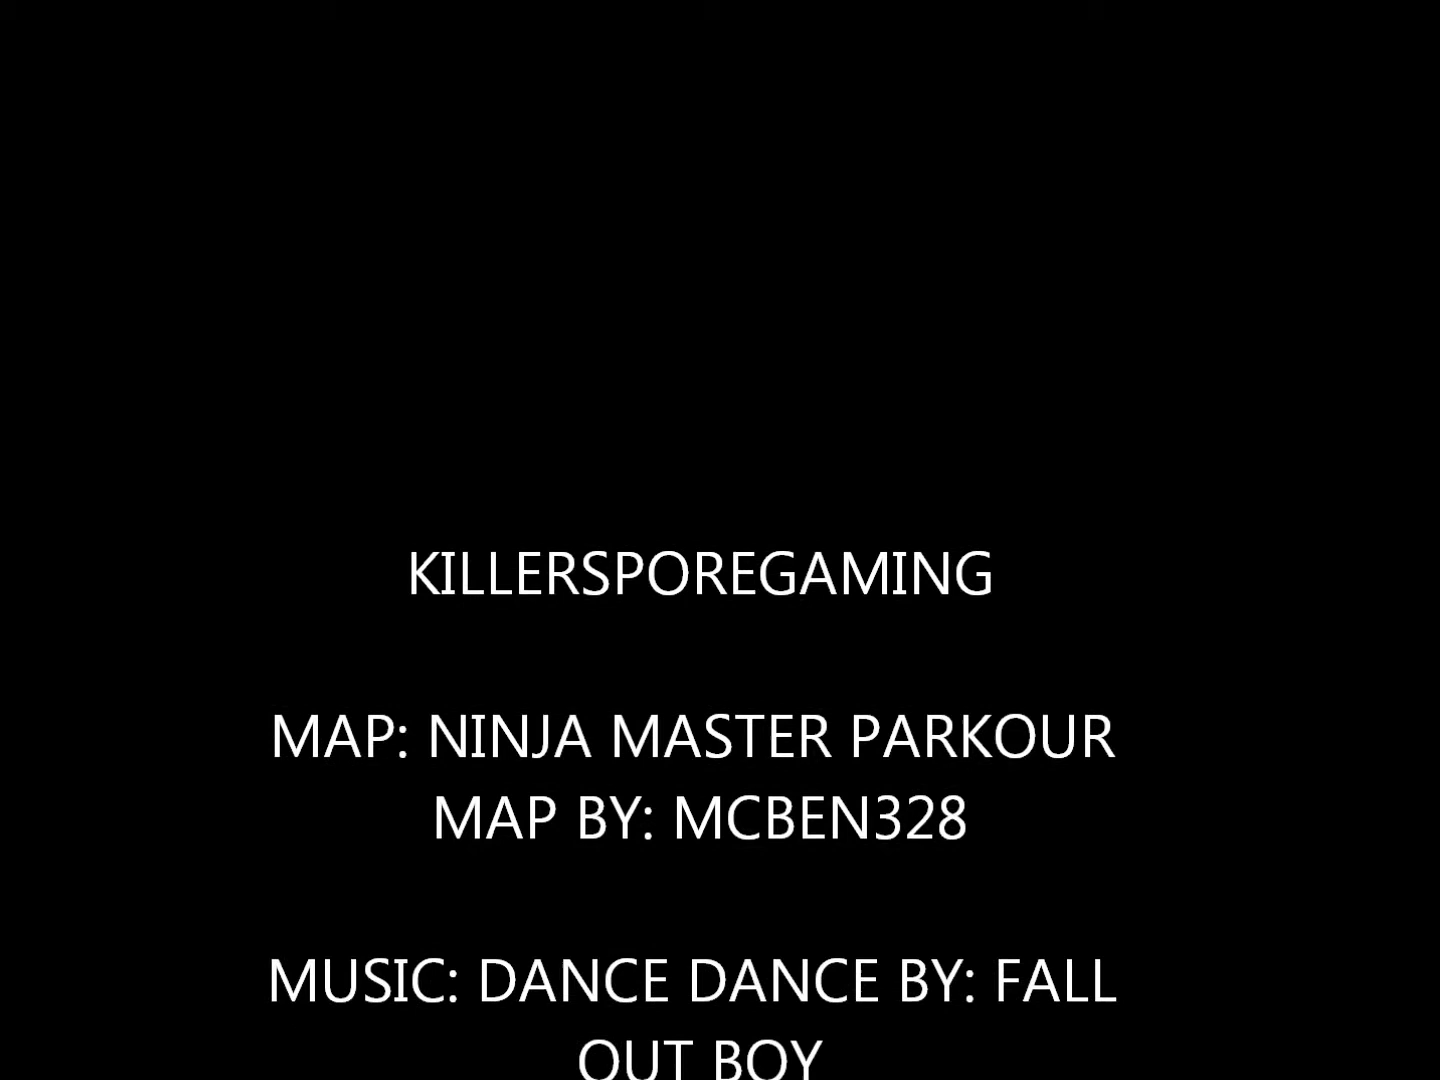 KILLERSPOREGAMING
MAP: NINJA MASTER PARKOUR
MAP BY: MCBEN328
MUSIC: DANCE DANCE BY: FALL
OUT BOY